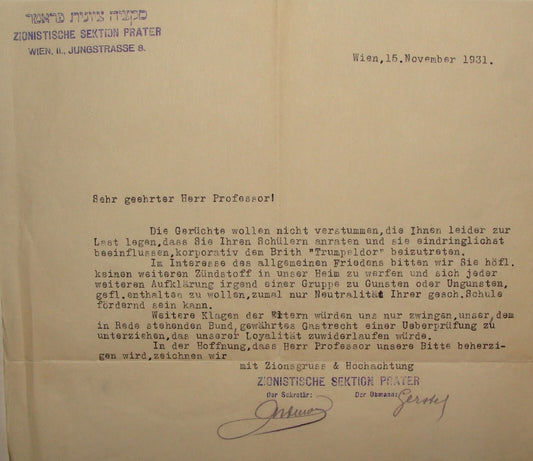 סקציה ציונית פראטר
ZIONISTISCHE SEKTION PRATER
WIEN, II., JUNGSTRASSE 8.
Wien,15.November 1931.
Sehr geehrter Herr Professor!
Die Gerüchte wollen nicht verstummen,die Ihnen leider zur
Last legen,dass Sie Ihren Schülern anraten und sie eindringlichst
beeinflussen,korporativ dem Brith "Trumpeldor" beizutreten.
Im Interesse des allgemeinen Friedens bitten wir Sie höfl.
keinen weiteren Zündstoff in unser Heim zu werfen und sich jeder
weiteren Aufklärung irgend einer Gruppe zu Gunsten oder Ungunsten,
gefl.enthalten zu wollen,zumal nur Neutralität Ihrer gesch.Schule
fördernd sein kann.
Weitere Klagen der Eltern würden uns nur zwingen,unser,dem
in Rede stehenden Bund,gewährtes Gastrecht einer Ueberprüfung zu
unterziehen,das unserer Loyalität zuwiderlaufen würde.
In der Hoffnung,dass Herr Professor unsere Bitte beherzi-
gen wird,zeichnen wir
mit Zionsgruss & Hochachtung
ZIONISTISCHE SEKTION PRATER
Der Sekretär: Der Obmann:
Gerstel